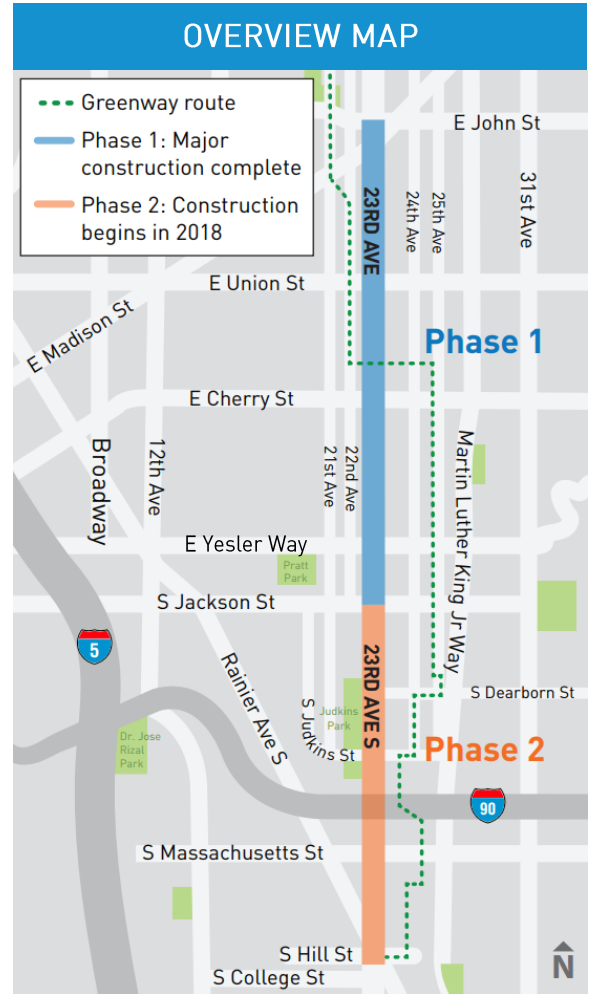 OVERVIEW MAP
Greenway route
Phase 1: Major
construction complete
Phase 2: Construction
begins in 2018
E John St
23RD AVE
24th Ave
25th Ave
31st Ave
E Union St
E Madison St
Phase 1
E Cherry St
Broadway
12th Ave
21st Ave
22nd Ave
Martin Luther King Jr Way
E Yesler Way
Pratt
Park
S Jackson St
5
Rainier Ave S
23RD AVE S
S Dearborn St
S Judkins St
Judkins
Park
Dr. Jose
Rizal
Park
Phase 2
90
S Massachusetts St
S Hill St
S College St
N